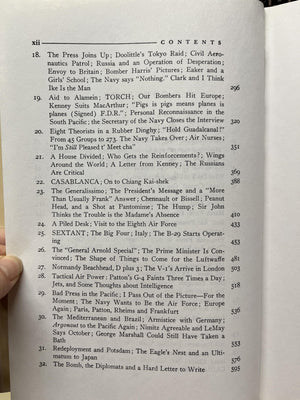 xii CONTENTS
18. The Press Joins Up; Doolittle's Tokyo Raid; Civil Aero-
nautics Patrol; Russia and an Operation of Desperation;
Envoy to Britain; Bomber Harris' Pictures; Eaker and a
Girls' School; The Navy says "Nothing." Clark and I Think
Ike is the Man 296
19. Aid to Alamein; TORCH; Our Bombers Hit Europe;
Kenney Suits MacArthur; "Pigs is pigs means planes is
planes (Signed) F.D.R."; Personal Reconnaissance in the
South Pacific; the Secretary of the Navy Closes the Interview 320
20. Eight Theorists in a Rubber Dinghy; "Hold Guadalcanal!"
From 45 Groups to 273. The Navy Takes Over; Air Nurses;
"I'm Still Pleased t' Meet cha" 351
21. A House Divided; Who Gets the Reinforcements?; Wings
Around the World; A Letter from Kenney; The Russians
Are Critical 369
22. CASABLANCA; On to Chiang Kai-shek 388
23. The Generalissimo; The President's Message and a "More
Than Usually Frank" Answer; Chennault or Bissell; Peanut
Head, and a Shot at Pantomime; The Hump; Sir John
Thinks the Trouble is the Madame's Absence 410
24. A Piled Desk; Visit to the Eighth Air Force 433
25. SEXTANT; The Big Four; Italy; The B-29 Starts Operat-
ing 453
26. The "General Arnold Special"; The Prime Minister is Con-
vinced; The Shape of Things to Come for the Luftwaffe 481
27. Normandy Beachhead, D plus 3; The V-1's Arrive in London 503
28. Tactical Air Power: Patton's G-4 Faints Three Times a Day;
Jets, and Some Thoughts about Intelligence 518
29. Bad Press in the Pacific; I Pass Out of the Picture—For the
Moment; The Navy Wants to Be the Air Force; Europe
Again; Paris, Patton, Rheims and Frankfurt 536
30. The Mediterranean and Brazil; Armistice with Germany;
Argonaut to the Pacific Again; Nimitz Agreeable and LeMay
Says October; George Marshall Could Still Have Taken a
Bath 553
31. Redeployment and Potsdam; The Eagle's Nest and an Ulti-
matum to Japan 576
32. The Bomb, the Diplomats and a Hard Letter to Write 595